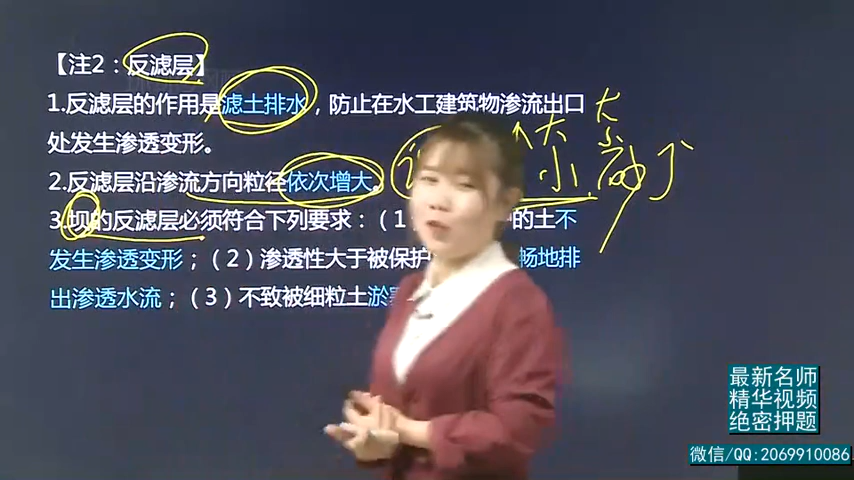 【注2：反滤层】
1.反滤层的作用是滤土排水，防止在水工建筑物渗流出口
处发生渗透变形。
2.反滤层沿渗流方向粒径依次增大。
3.坝的反滤层必须符合下列要求：（1
的土不
发生渗透变形；（2）渗透性大于被保护
畅地排
出渗透水流；（3）不致被细粒土淤
大
大
小
小
最新名师
精华视频
绝密押题
微信/QQ:2069910086